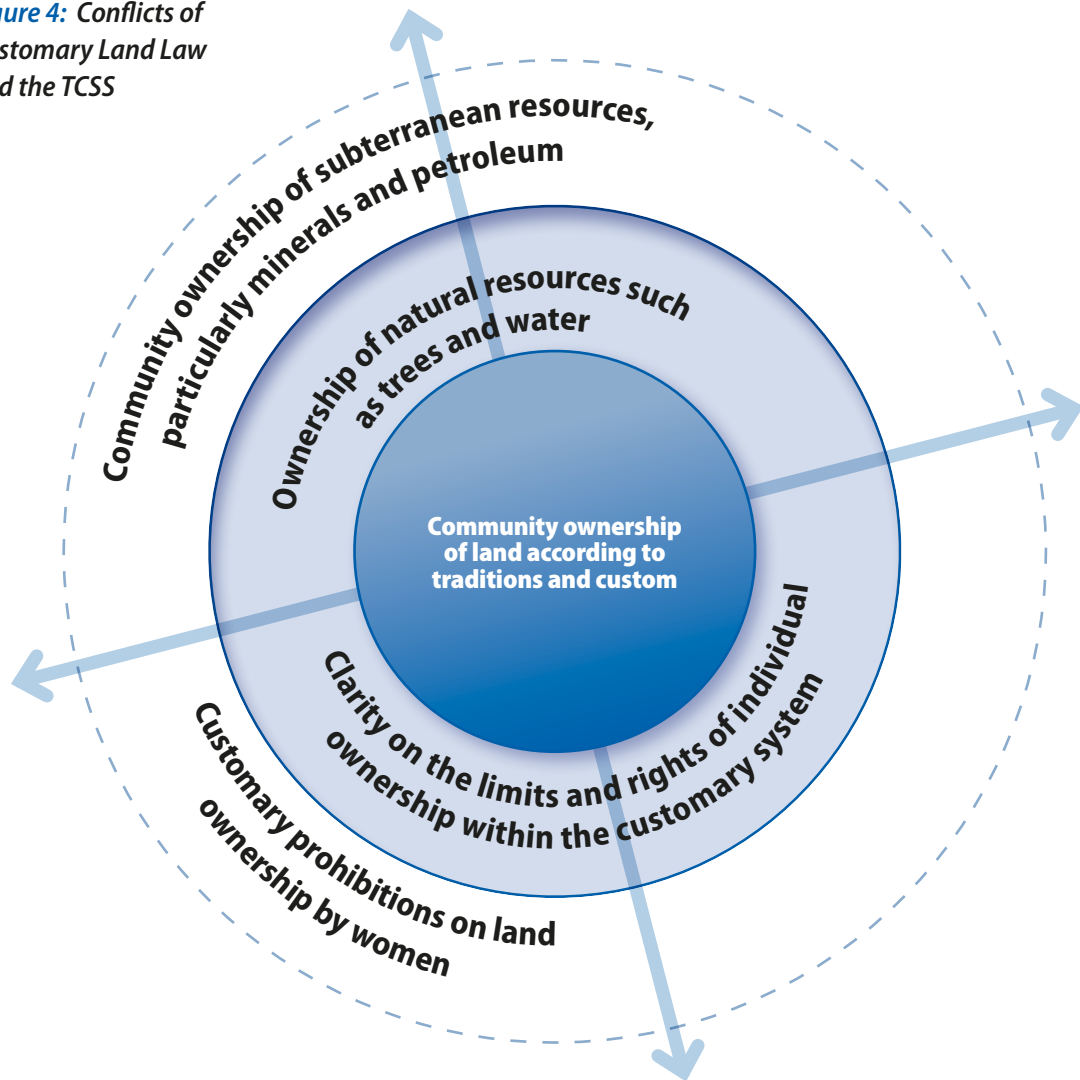 ure 4: Conflicts of
stomary Land Law
d the TCSS
Community ownership of subterranean resources,
particularly minerals and petroleum
Ownership of natural resources such
as trees and water
Community ownership
of land according to
traditions and custom
Clarity on the limits and rights of individual
ownership within the customary system
Customary prohibitions on land
ownership by women